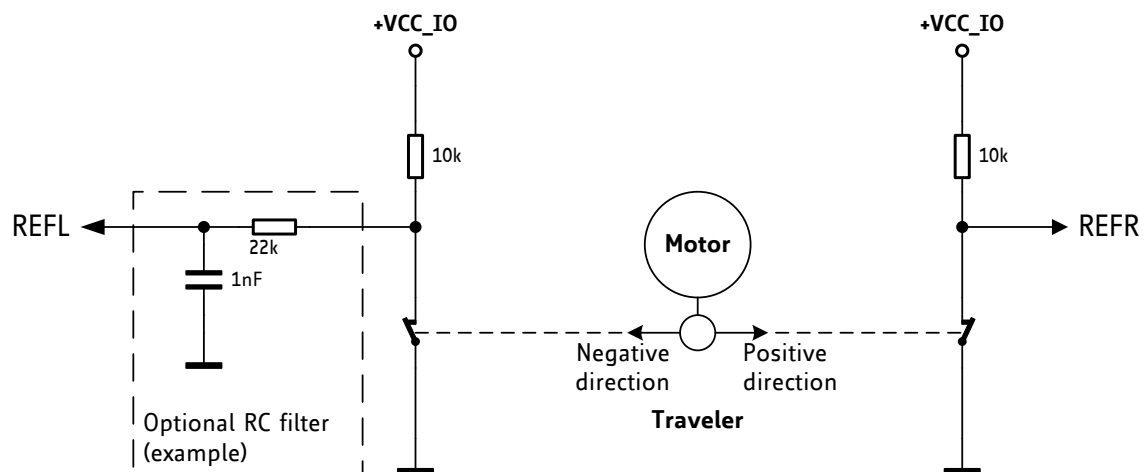 +VCC_IO
+VCC_IO
10k
10k
REFL
22k
1nF
Motor
REFR
Negative
direction
Positive
direction
Traveler
Optional RC filter
(example)